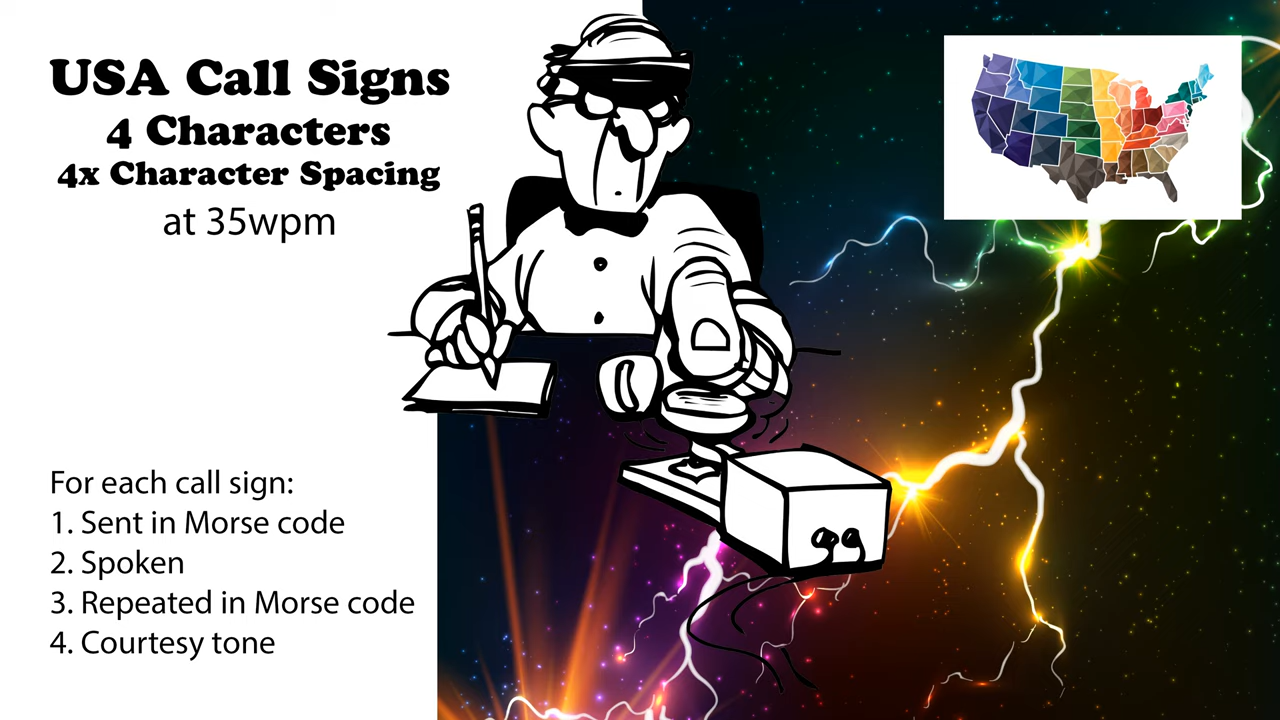 USA Call Signs
4 Characters
4x Character Spacing
at 35wpm
For each call sign:
1. Sent in Morse code
2. Spoken
3. Repeated in Morse code
4. Courtesy tone